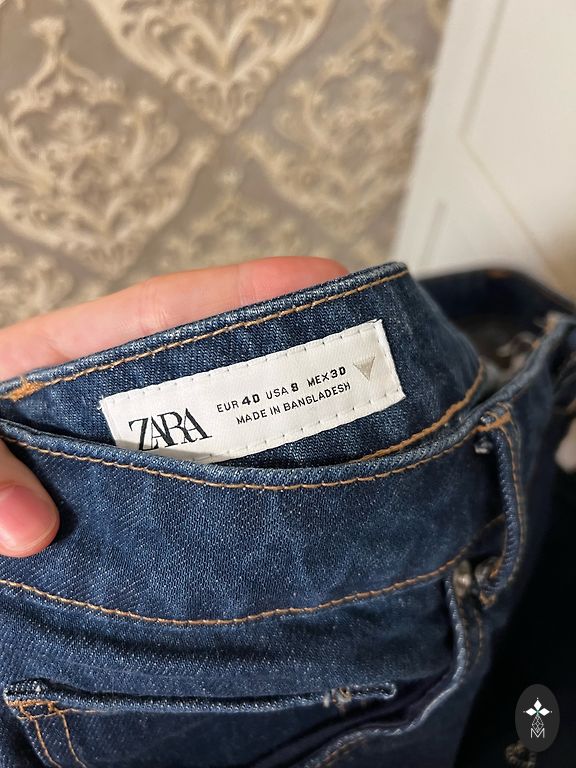 ZARA
EUR 40 USA 8 MEX 30
MADE IN BANGLADESH
M